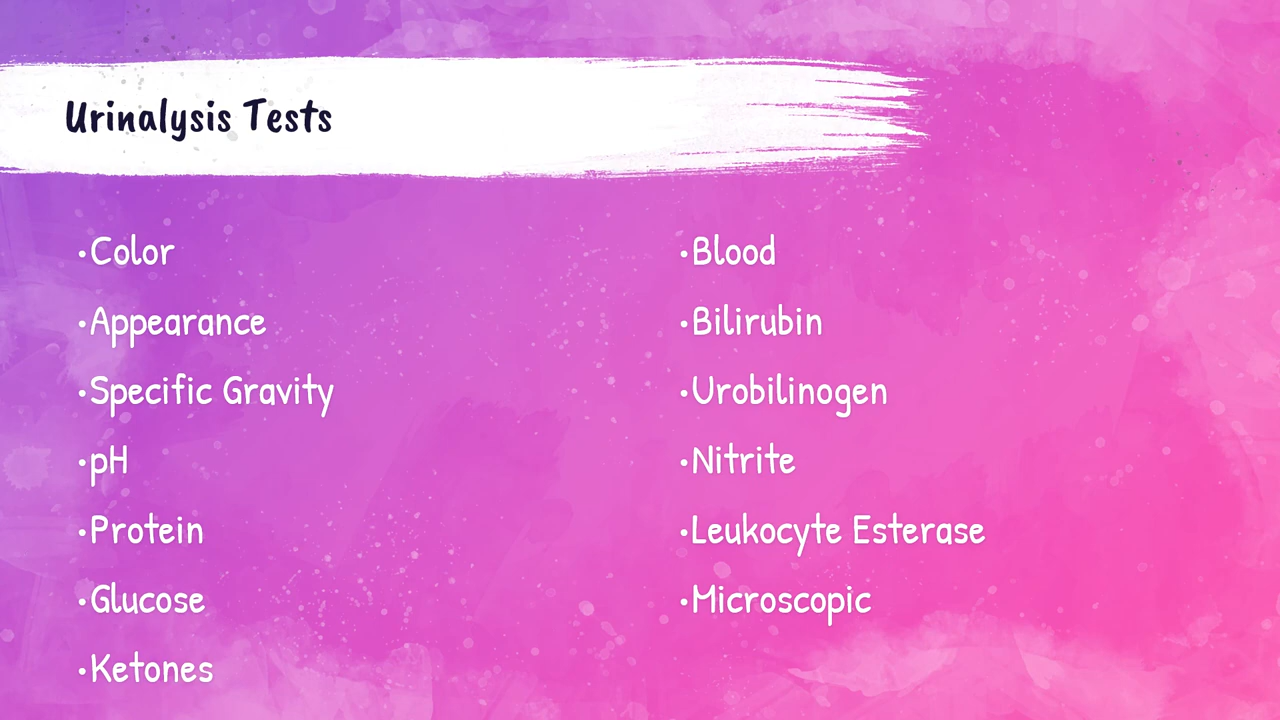 Urinalysis Tests
•Color
•Appearance
•Specific Gravity
•pH
•Protein
•Glucose
•Ketones
•Blood
•Bilirubin
•Urobilinogen
•Nitrite
•Leukocyte Esterase
•Microscopic